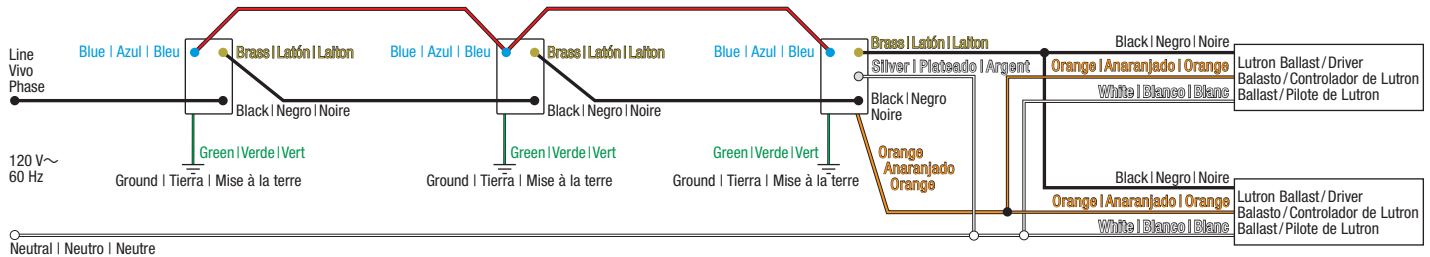 Line
Vivo
Phase
120 V~
60 Hz
Neutral | Neutro | Neutre
Blue | Azul | Bleu
Brass | Latón | Laiton
Black | Negro | Noire
Green | Verde | Vert
Ground | Tierra | Mise à la terre
Blue | Azul | Bleu
Brass | Latón | Laiton
Black | Negro | Noire
Green | Verde | Vert
Ground | Tierra | Mise à la terre
Blue | Azul | Bleu
Brass | Latón | Laiton
Silver | Plateado | Argent
Black | Negro
Noire
Green | Verde | Vert
Ground | Tierra | Mise à la terre
Orange
Anaranjado
Orange
Black | Negro | Noire
Orange | Anaranjado | Orange
White | Blanco | Blanc
Lutron Ballast / Driver
Balasto / Controlador de Lutron
Ballast / Pilote de Lutron
Black | Negro | Noire
Orange | Anaranjado | Orange
White | Blanco | Blanc
Lutron Ballast / Driver
Balasto / Controlador de Lutron
Ballast / Pilote de Lutron